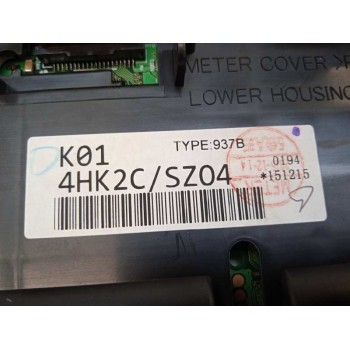 METER COVER >P
LOWER HOUSING
TYPE:937B
K01
4HK2C/SZ04
0194
*151215